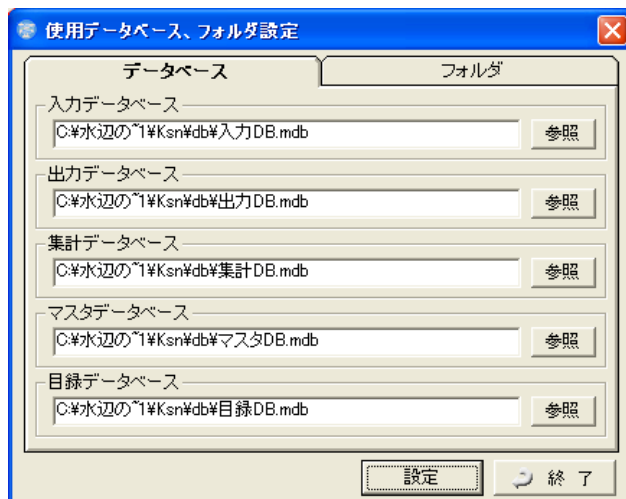 使用データベース、フォルダ設定
データベース
フォルダ
入力データベース
C:¥水辺の~1¥Ksn¥db¥入力DB.mdb
参照
出力データベース
C:¥水辺の~1¥Ksn¥db¥出力DB.mdb
参照
集計データベース
C:¥水辺の~1¥Ksn¥db¥集計DB.mdb
参照
マスタデータベース
C:¥水辺の~1¥Ksn¥db¥マスタDB.mdb
参照
目録データベース
C:¥水辺の~1¥Ksn¥db¥目録DB.mdb
参照
設定
終 了